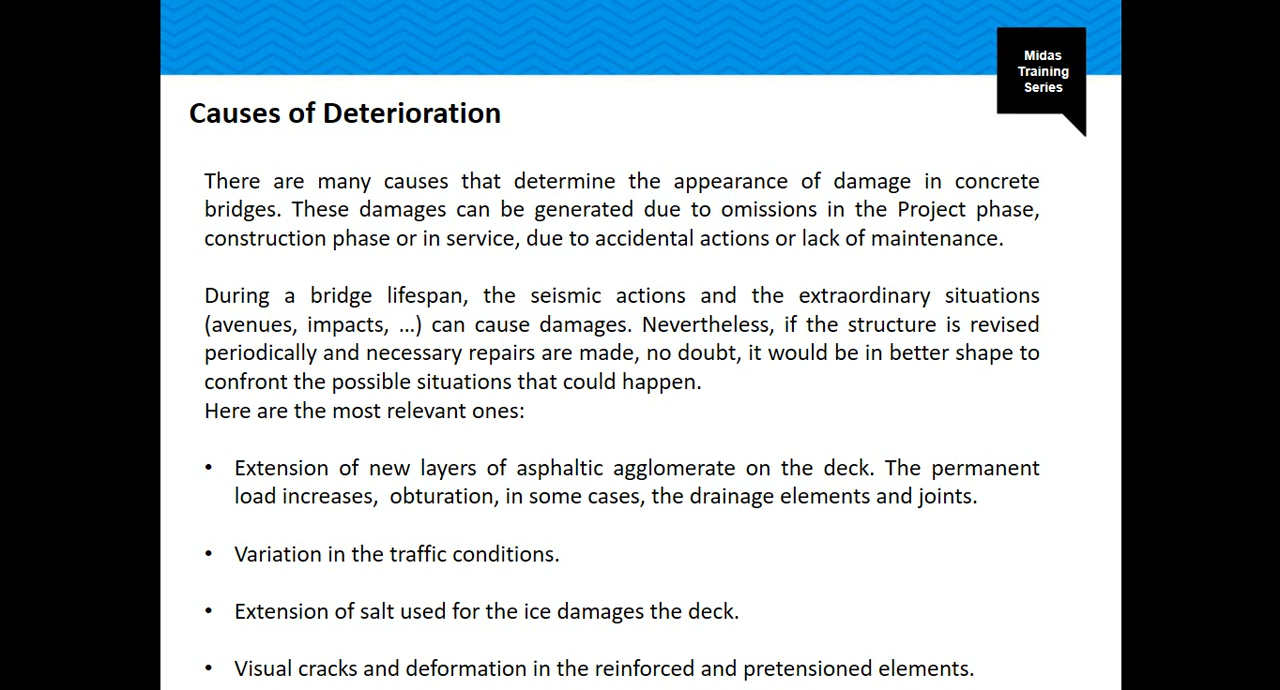 Midas
Training
Series
Causes of Deterioration
There are many causes that determine the appearance of damage in concrete
bridges. These damages can be generated due to omissions in the Project phase,
construction phase or in service, due to accidental actions or lack of maintenance.
During a bridge lifespan, the seismic actions and the extraordinary situations
(avenues, impacts, ...) can cause damages. Nevertheless, if the structure is revised
periodically and necessary repairs are made, no doubt, it would be in better shape to
confront the possible situations that could happen.
Here are the most relevant ones:
• Extension of new layers of asphaltic agglomerate on the deck. The permanent
load increases, obturation, in some cases, the drainage elements and joints.
• Variation in the traffic conditions.
• Extension of salt used for the ice damages the deck.
• Visual cracks and deformation in the reinforced and pretensioned elements.